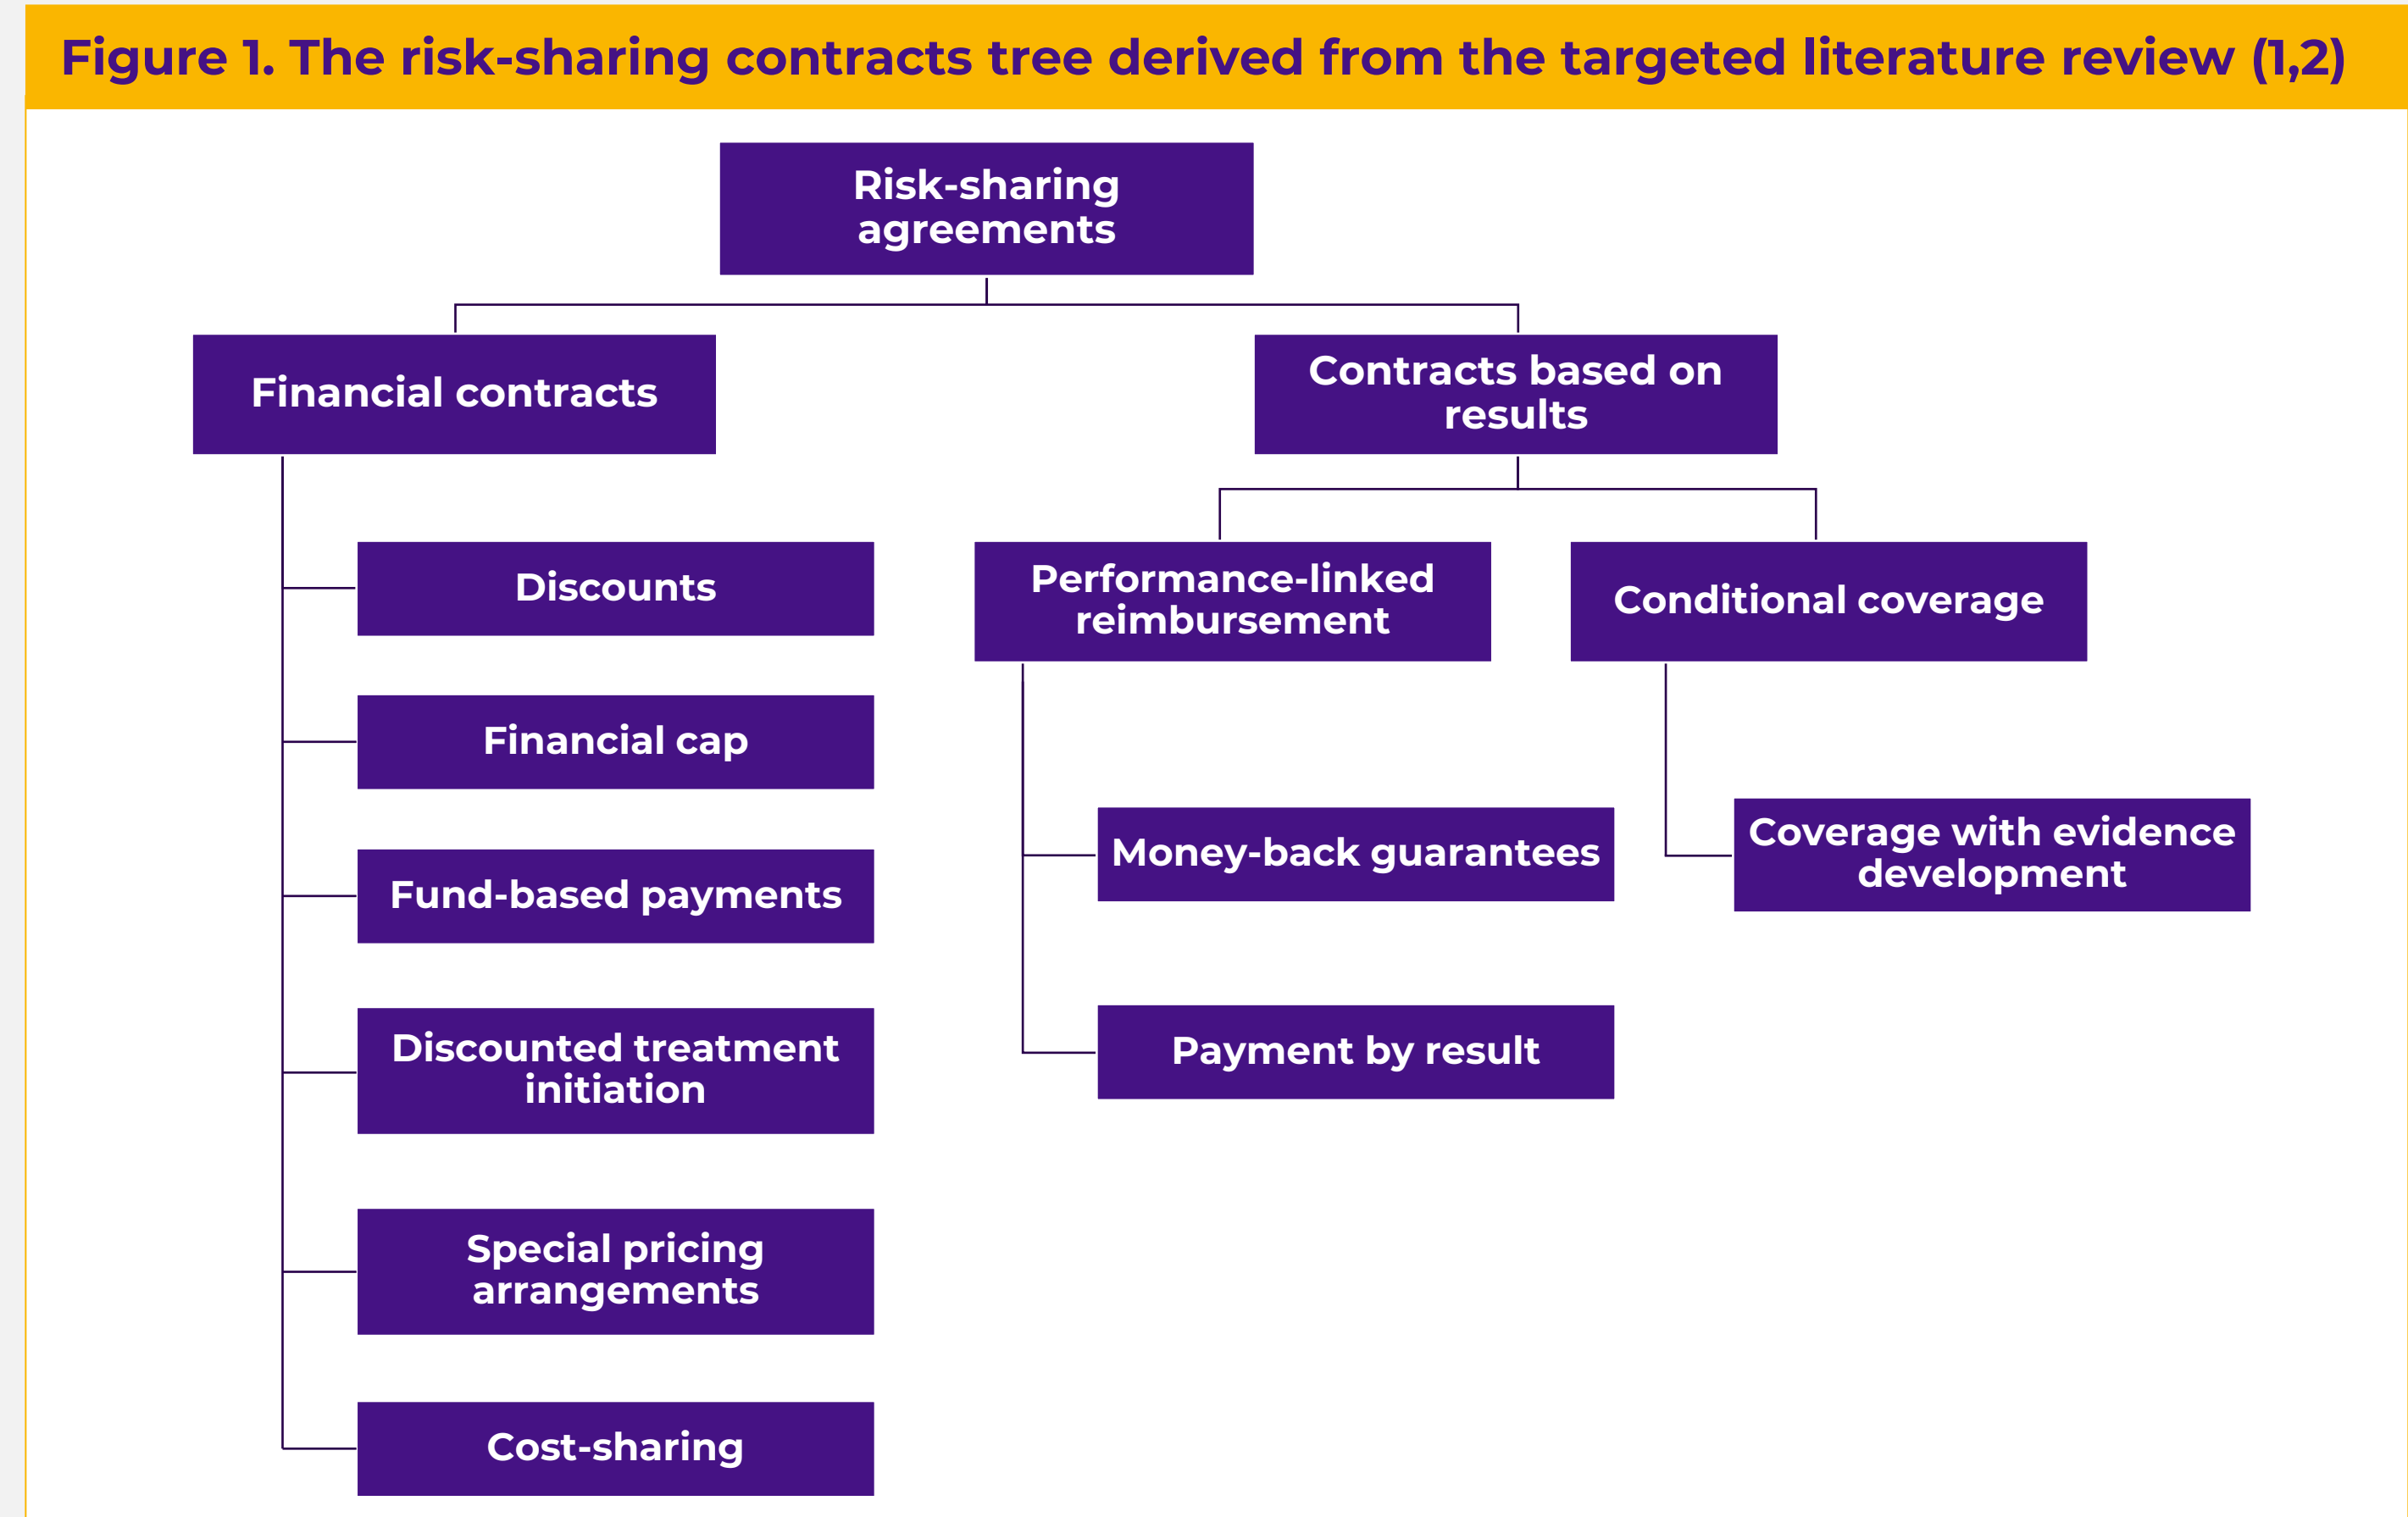 Figure 1. The risk-sharing contracts tree derived from the targeted literature review (1,2)
Risk-sharing
agreements
Financial contracts
Contracts based on
results
Discounts
Financial cap
Fund-based payments
Discounted treatment
initiation
Special pricing
arrangements
Cost-sharing
Performance-linked
reimbursement
Money-back guarantees
Payment by result
Conditional coverage
Coverage with evidence
development